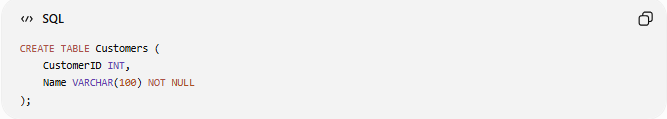 </> SQL
CREATE TABLE Customers (
    CustomerID INT,
    Name VARCHAR(100) NOT NULL
);